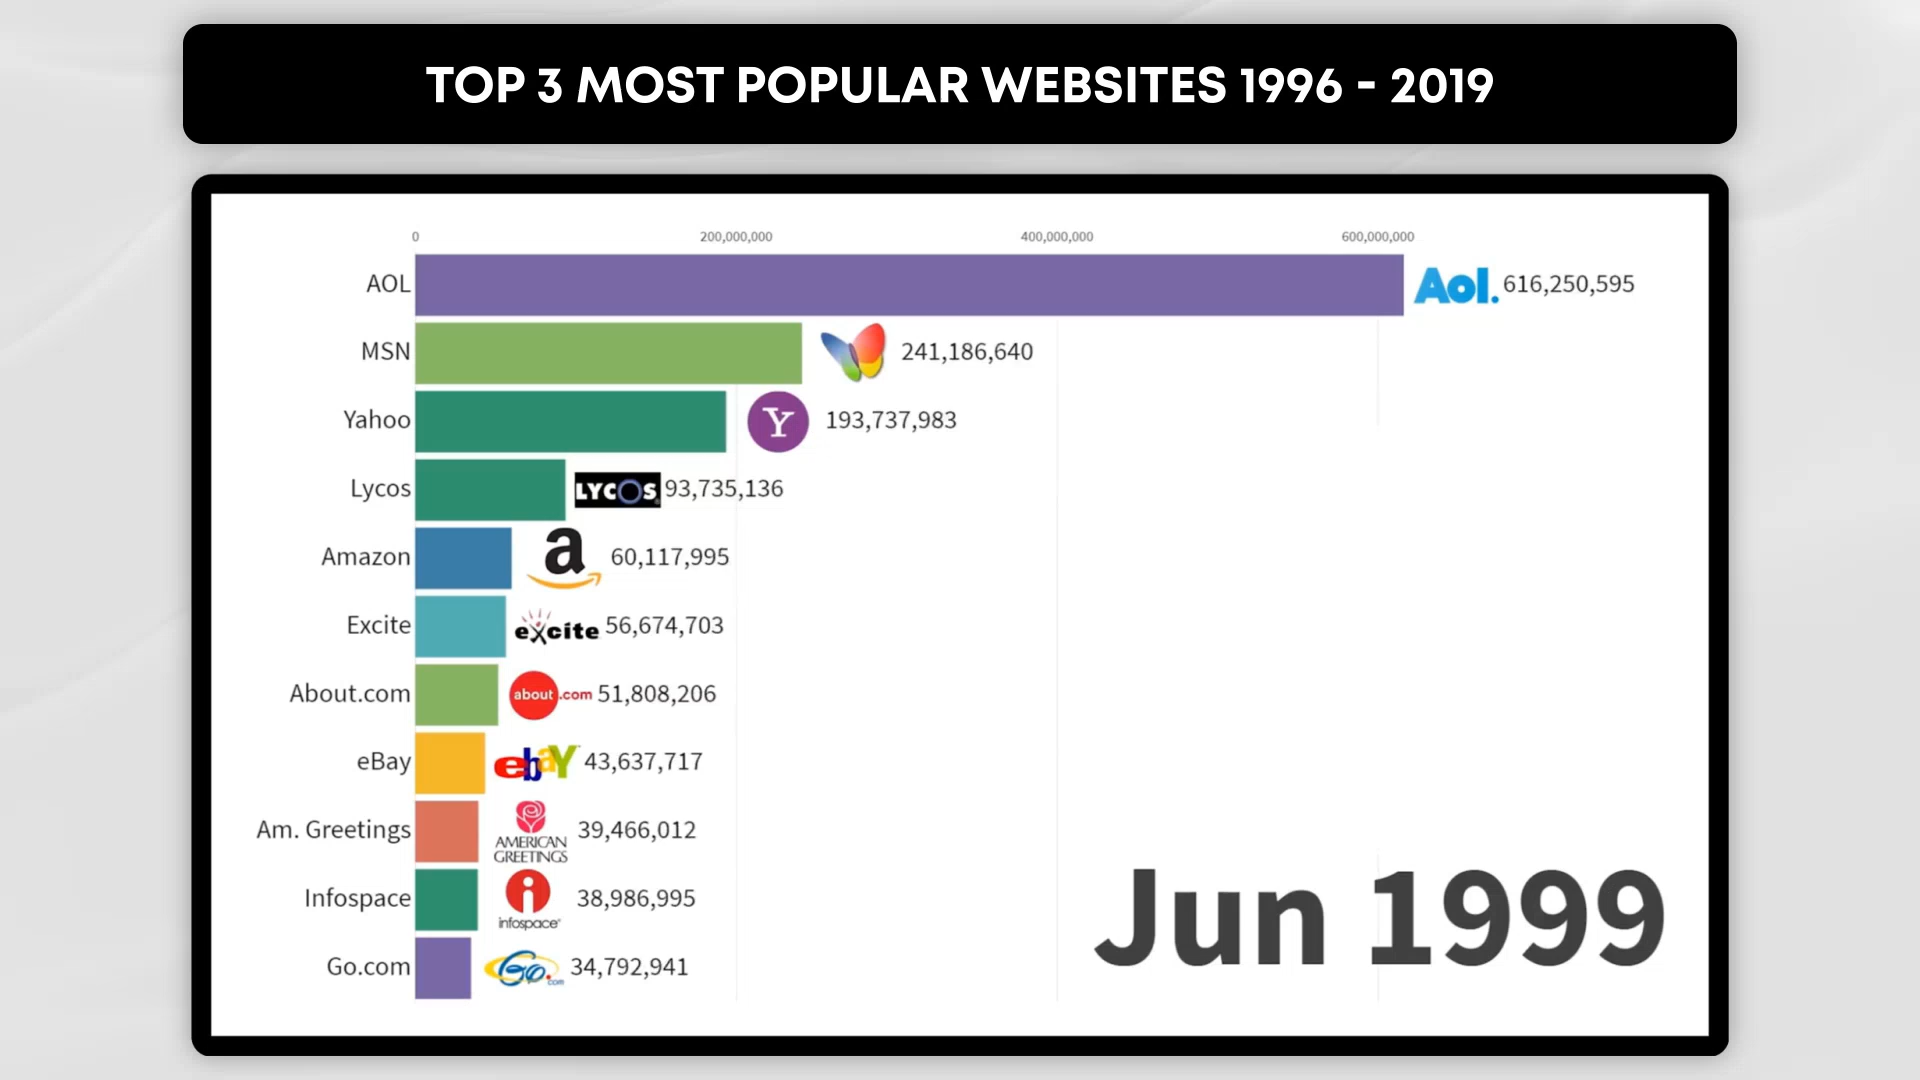 TOP 3 MOST POPULAR WEBSITES 1996 - 2019
0 200,000,000 400,000,000 600,000,000
AOL Aol. 616,250,595
MSN 241,186,640
Yahoo Y 193,737,983
Lycos LYCOS 93,735,136
Amazon a 60,117,995
Excite excite 56,674,703
About.com about.com 51,808,206
eBay ebaY 43,637,717
Am. Greetings AMERICAN GREETINGS 39,466,012
Infospace i infospace 38,986,995
Go.com Go.com 34,792,941
Jun 1999